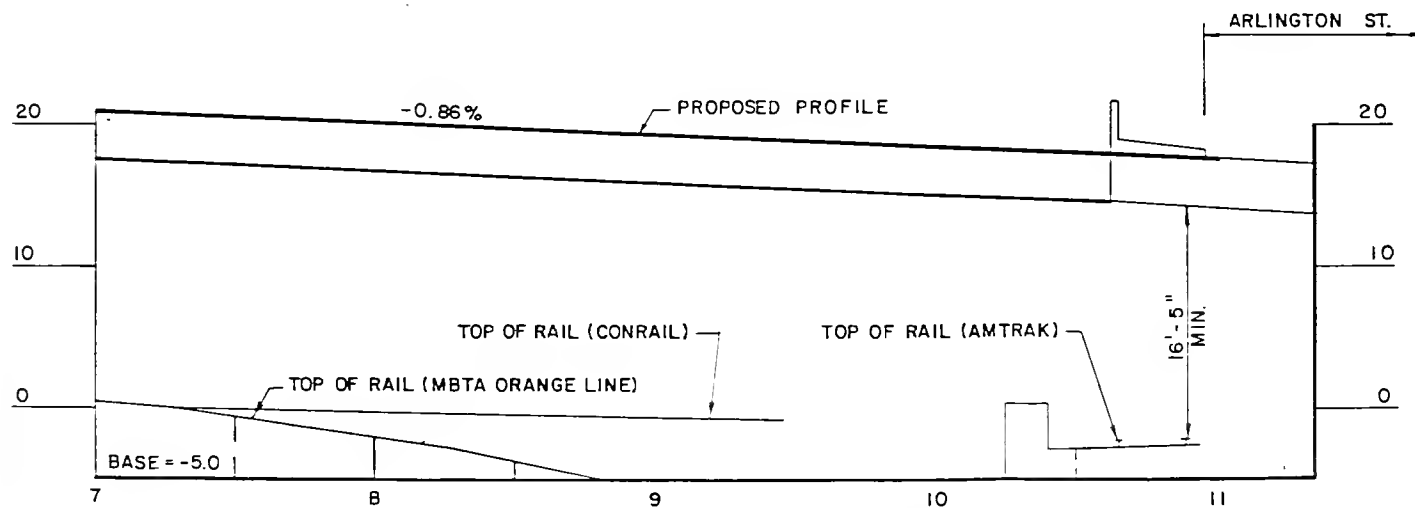 ARLINGTON ST.
20
-0.86%
PROPOSED PROFILE
20
10
10
16'-5" MIN.
TOP OF RAIL (CONRAIL)
TOP OF RAIL (AMTRAK)
TOP OF RAIL (MBTA ORANGE LINE)
0
0
BASE = -5.0
7
8
9
10
11